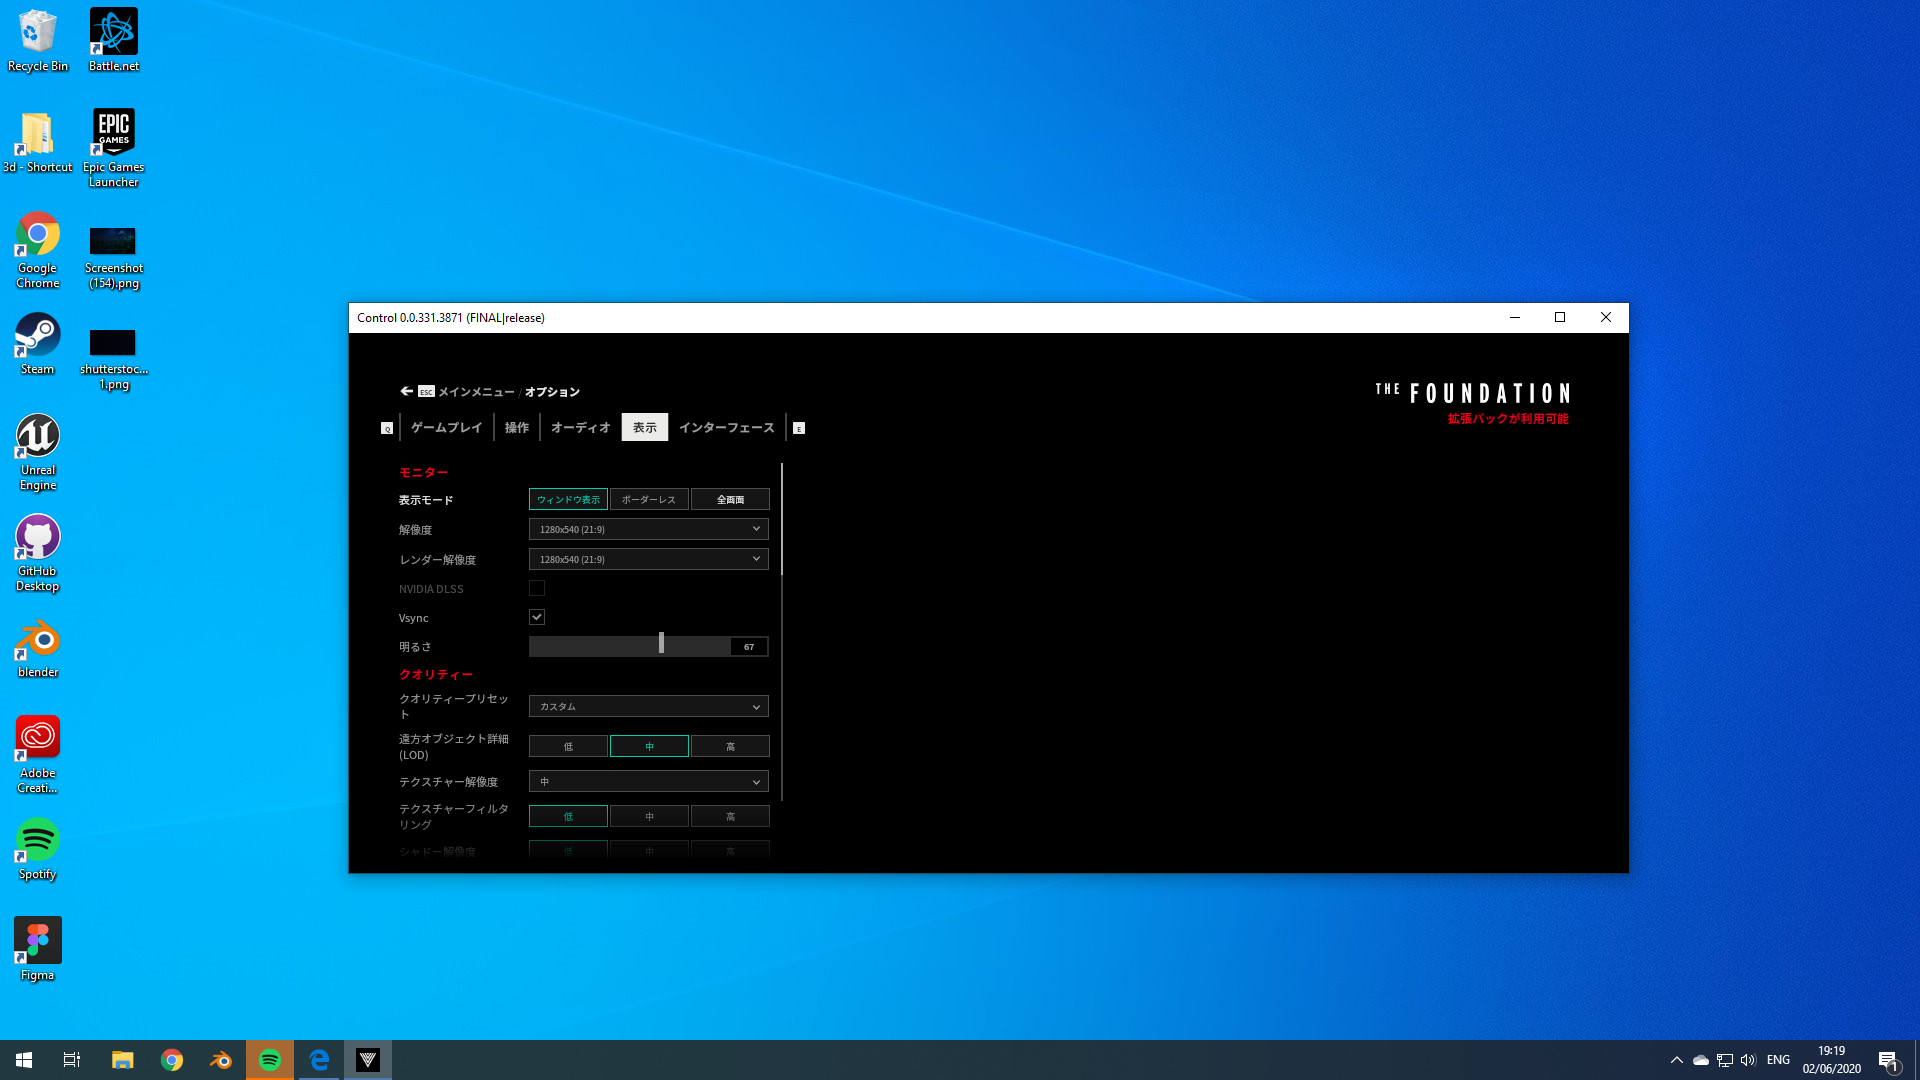 Recycle Bin
Battle.net
3d - Shortcut
EPIC
GAMES
Epic Games
Launcher
Google
Chrome
Screenshot
(154).png
Steam
shutterstoc...
1.png
Unreal
Engine
GitHub
Desktop
blender
Adobe
Creati...
Spotify
Figma
Control 0.0.331.3871 (FINAL|release)
ESC メインメニュー / オプション
THE FOUNDATION
拡張パックが利用可能
Q ゲームプレイ 操作 オーディオ 表示 インターフェース E
モニター
表示モード ウィンドウ表示 ボーダーレス 全画面
解像度 1280x540 (21:9)
レンダー解像度 1280x540 (21:9)
NVIDIA DLSS
Vsync
明るさ 67
クオリティー
クオリティープリセッ
ト
カスタム
遠方オブジェクト詳細
(LOD)
低 中 高
テクスチャー解像度 中
テクスチャーフィルタ
リング
低 中 高
シャドー解像度 低 中 高
ENG
19:19
02/06/2020
1